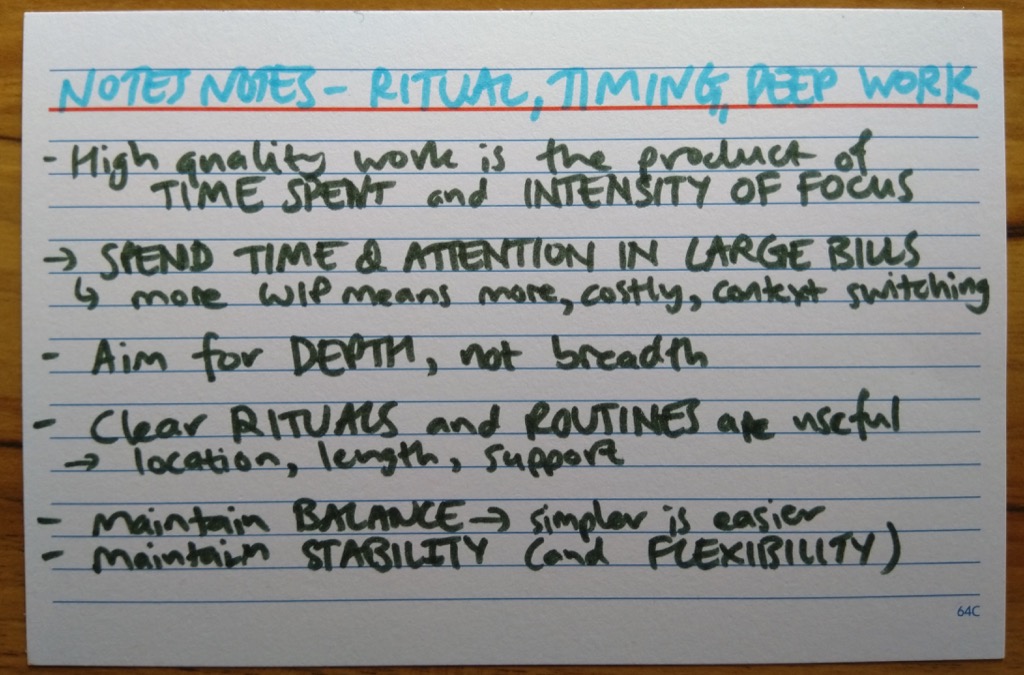 NOTES NOTES - RITUAL, TIMING, DEEP WORK
- High quality work is the product of
TIME SPENT and INTENSITY OF FOCUS
→ SPEND TIME & ATTENTION IN LARGE BILLS
↳ more WIP means more, costly, context switching
- Aim for DEPTH, not breadth
- Clear RITUALS and ROUTINES are useful
→ location, length, support
- maintain BALANCE → simpler is easier
- maintain STABILITY (and FLEXIBILITY)
64C